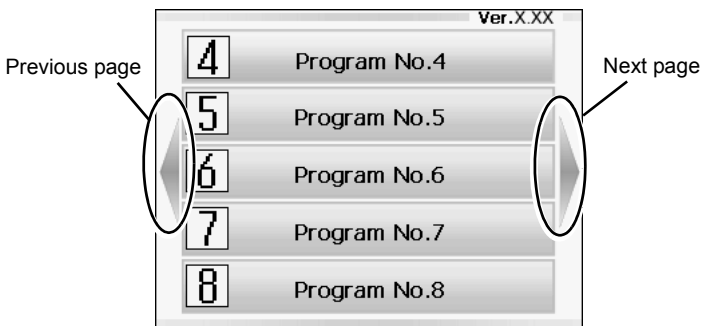 Ver.X.XX
4 Program No.4
Previous page
Next page
5 Program No.5
6 Program No.6
7 Program No.7
8 Program No.8